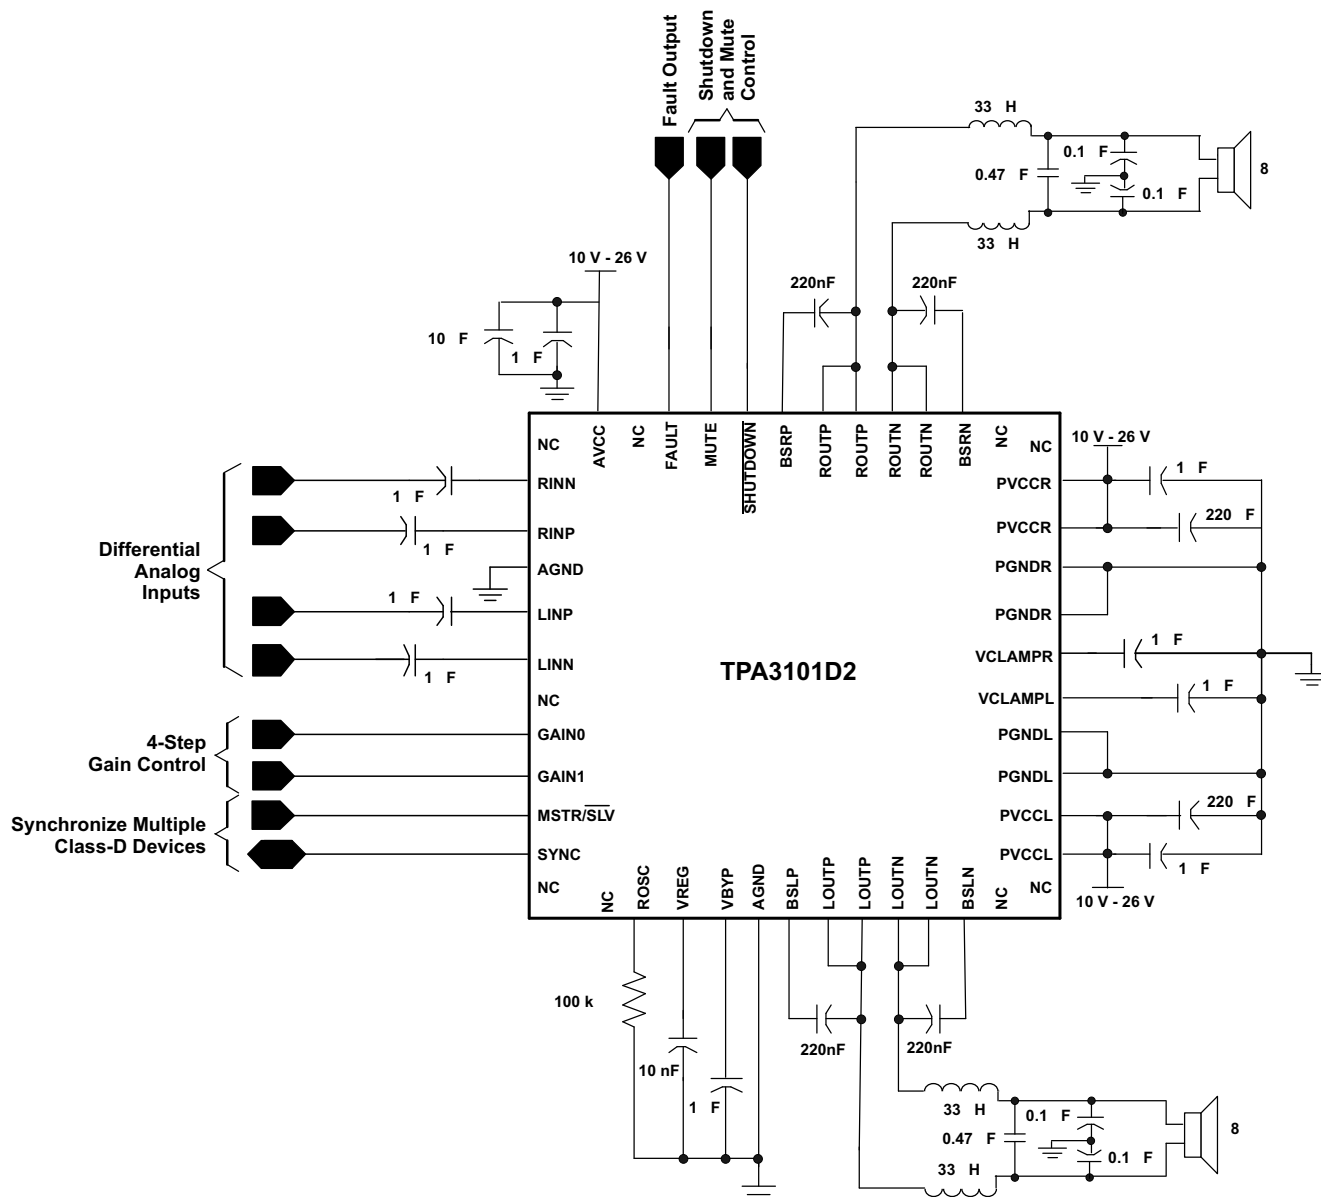 Fault Output
Shutdown
and Mute
Control
33 H
0.1 F
0.47 F
0.1 F
8
33 H
10 V - 26 V
220nF
220nF
10 F
1 F
NC
AVCC
NC
FAULT
MUTE
SHUTDOWN
BSRP
ROUTP
ROUTP
ROUTN
ROUTN
BSRN
NC
NC
10 V - 26 V
1 F
RINN
PVCCR
1 F
220 F
RINP
PVCCR
1 F
Differential
Analog
Inputs
AGND
PGNDR
1 F
LINP
PGNDR
1 F
LINN
VCLAMPR
1 F
TPA3101D2
1 F
NC
VCLAMPL
4-Step
Gain Control
GAIN0
PGNDL
GAIN1
PGNDL
220 F
Synchronize Multiple
Class-D Devices
MSTR/SLV
PVCCL
SYNC
PVCCL
1 F
NC
NC
ROSC
VREG
VBYP
AGND
BSLP
LOUTP
LOUTP
LOUTN
LOUTN
BSLN
NC
NC
10 V - 26 V
100 k
220nF
220nF
10 nF
1 F
33 H
0.1 F
0.47 F
8
0.1 F
33 H